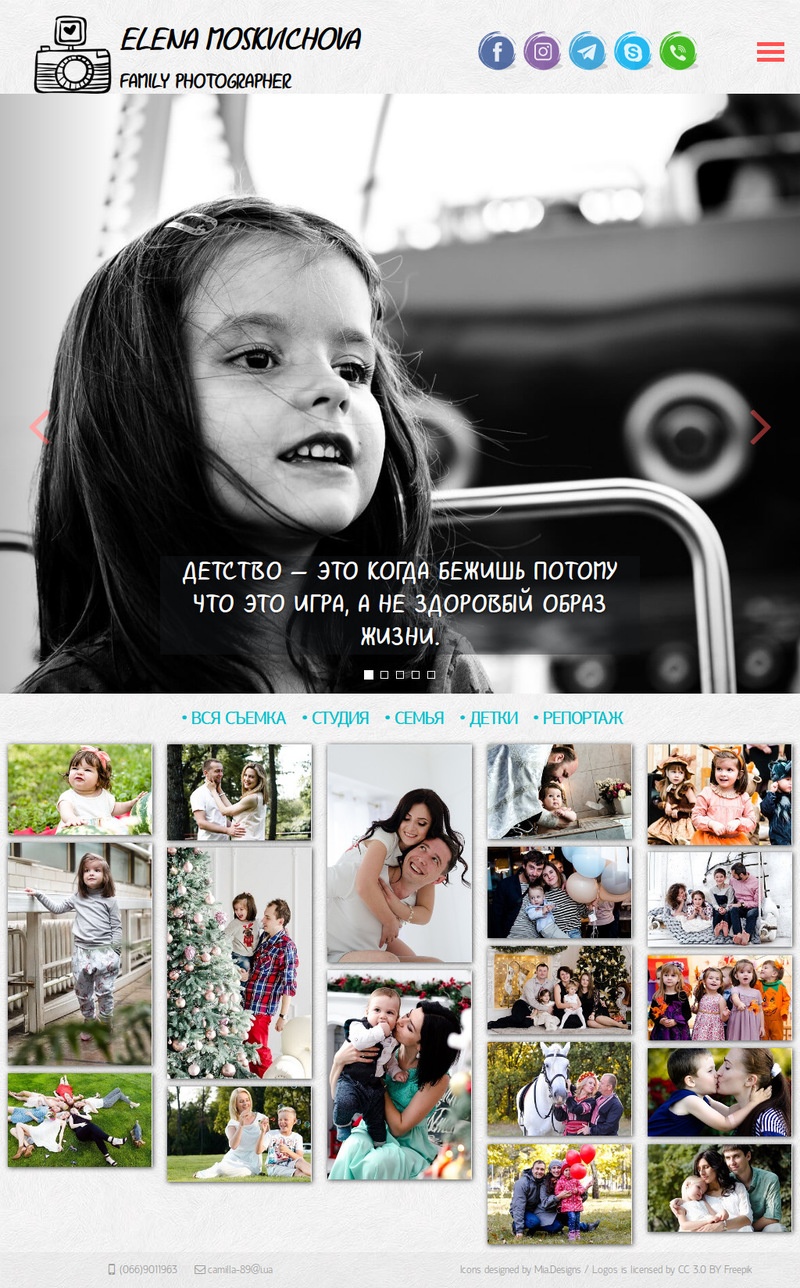 ELENA MOSKVICHOVA
FAMILY PHOTOGRAPHER
ДЕТСТВО – ЭТО КОГДА БЕЖИШЬ ПОТОМУ
ЧТО ЭТО ИГРА, А НЕ ЗДОРОВЫЙ ОБРАЗ
ЖИЗНИ.
• ВСЯ СЪЕМКА • СТУДИЯ • СЕМЬЯ • ДЕТКИ • РЕПОРТАЖ
(066)9011963 camilla-89@i.ua Icons designed by Mia.Designs / Logos is licensed by CC 3.0 BY Freepik